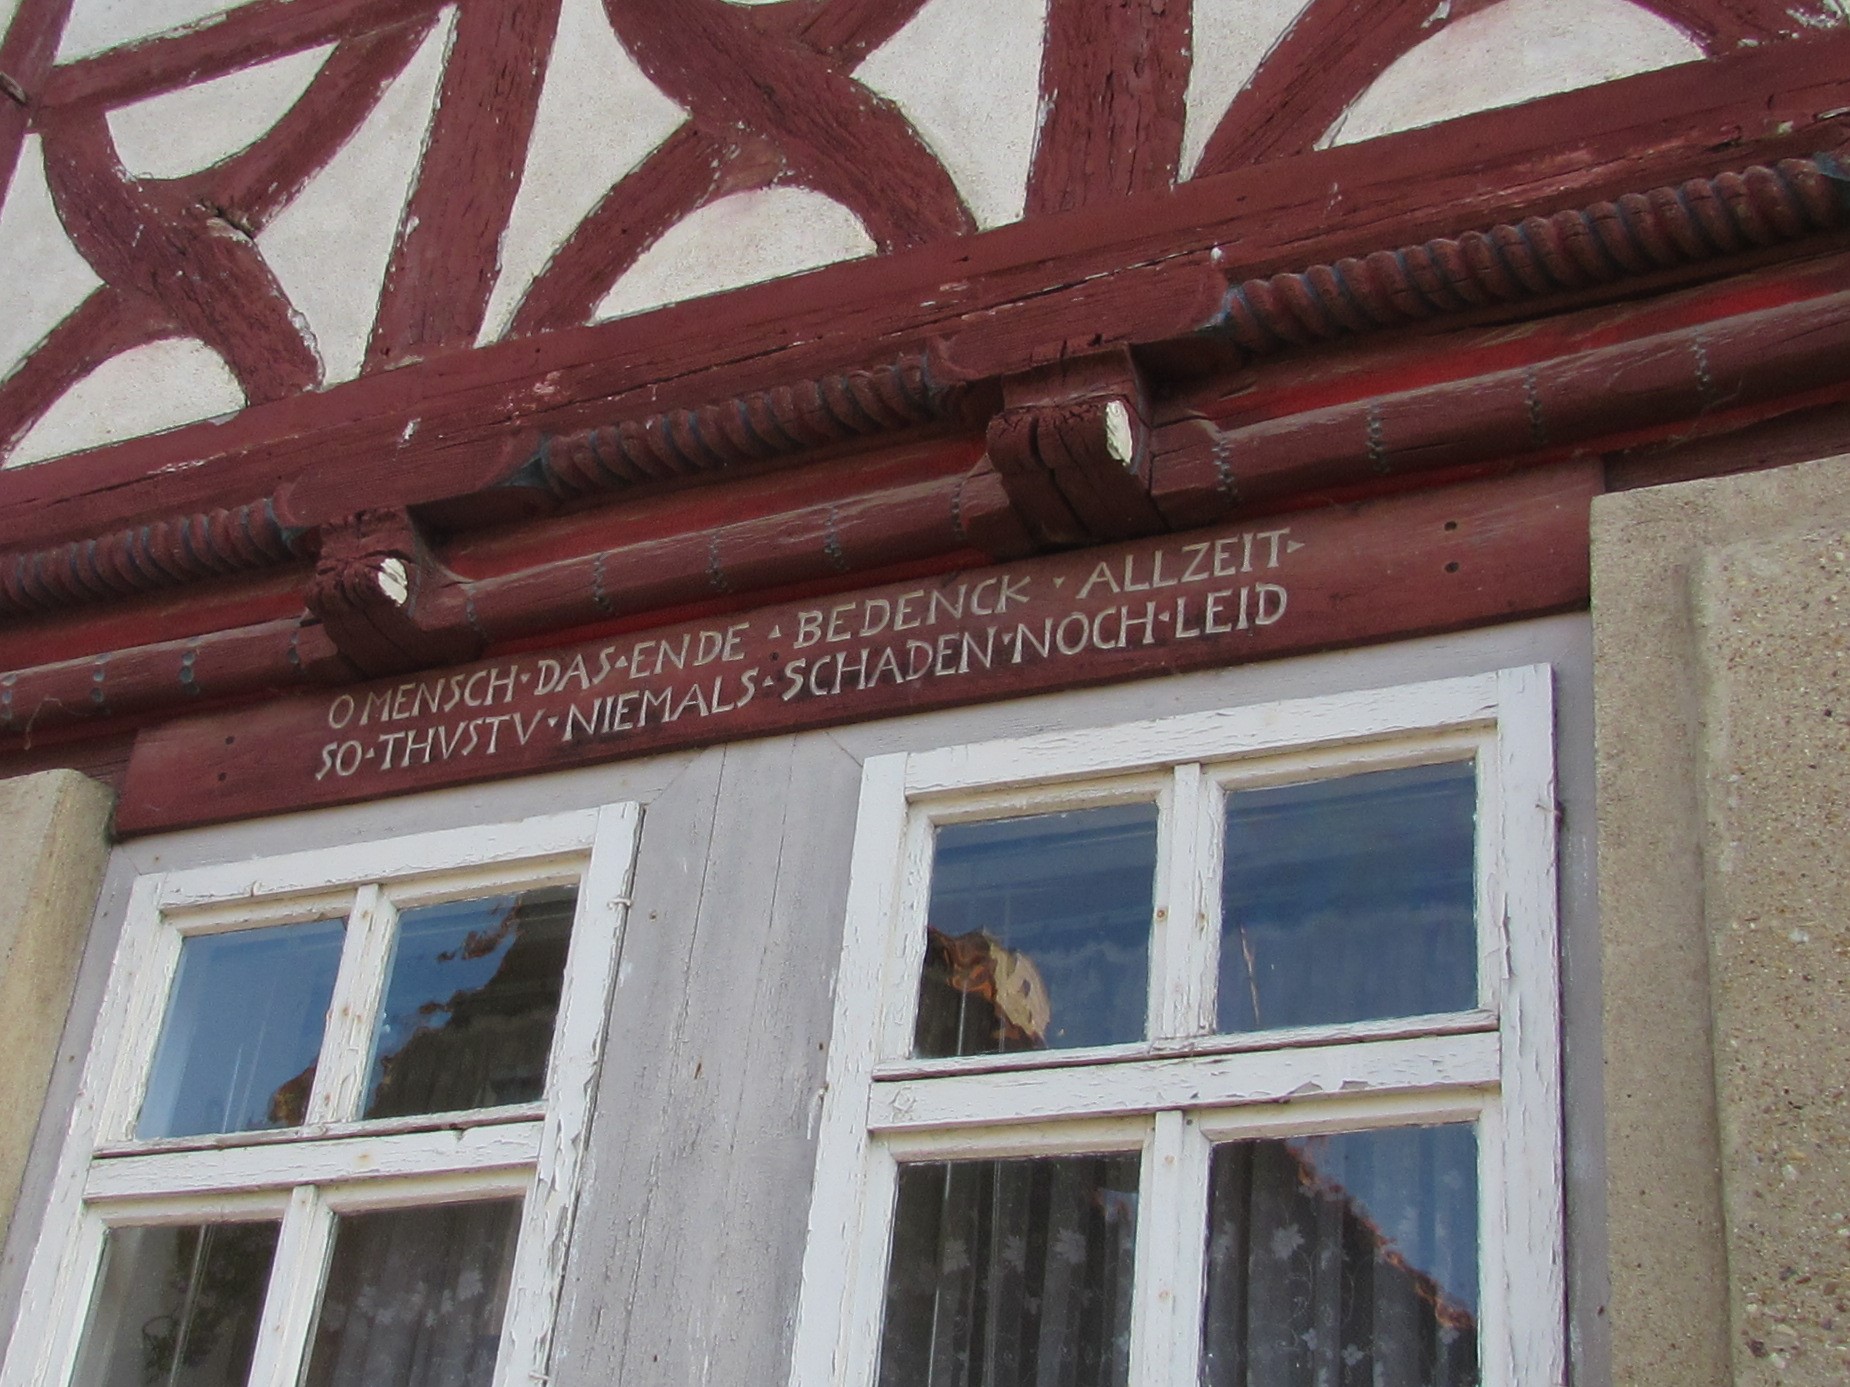 O MENSCH · DAS · ENDE · BEDENCK · ALLZEIT ·
SO · THVSTV · NIEMALS · SCHADEN · NOCH · LEID